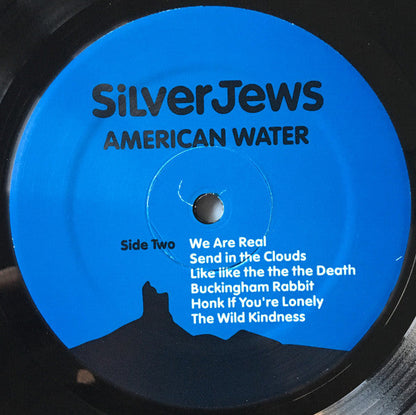 SiLverJews
AMERICAN WATER
Side Two We Are Real
Send in the Clouds
Like like the the the Death
Buckingham Rabbit
Honk If You're Lonely
The Wild Kindness